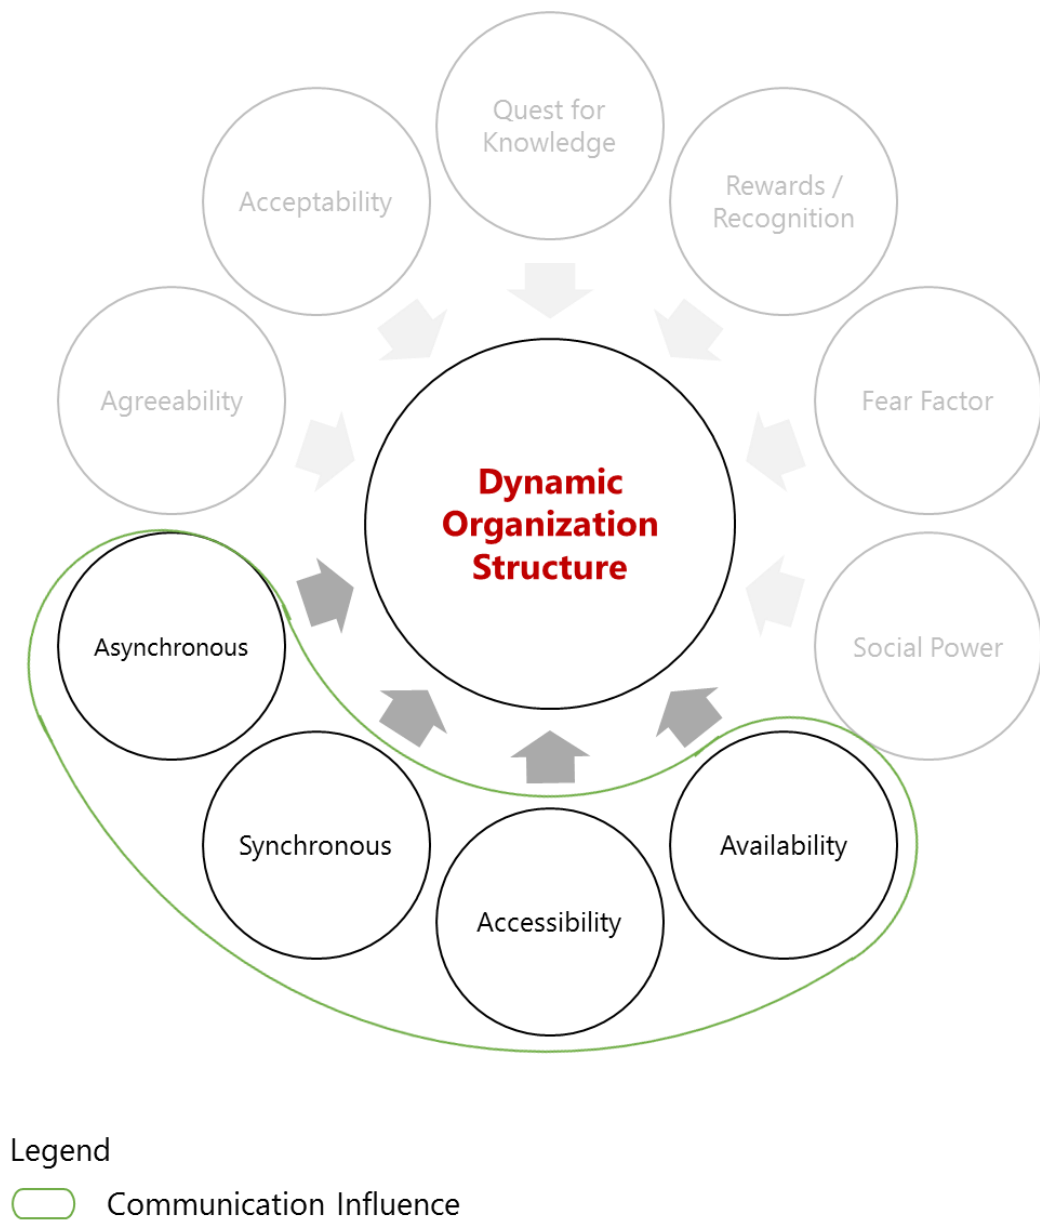 Quest for
Knowledge
Acceptability
Rewards /
Recognition
Agreeability
Fear Factor
Dynamic
Organization
Structure
Asynchronous
Social Power
Synchronous
Availability
Accessibility
Legend
Communication Influence